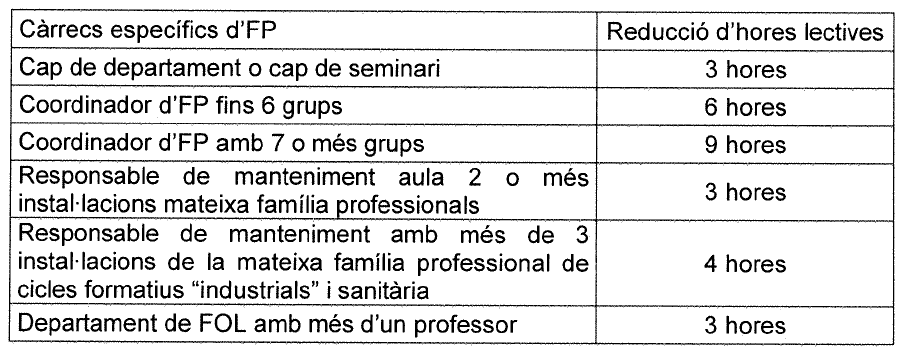 Càrrecs específics d'FP
Reducció d'hores lectives
Cap de departament o cap de seminari
3 hores
Coordinador d'FP fins 6 grups
6 hores
Coordinador d'FP amb 7 o més grups
9 hores
Responsable de manteniment aula 2 o més
instal·lacions mateixa família professionals
3 hores
Responsable de manteniment amb més de 3
instal·lacions de la mateixa família professional de
cicles formatius “industrials” i sanitària
4 hores
Departament de FOL amb més d'un professor
3 hores